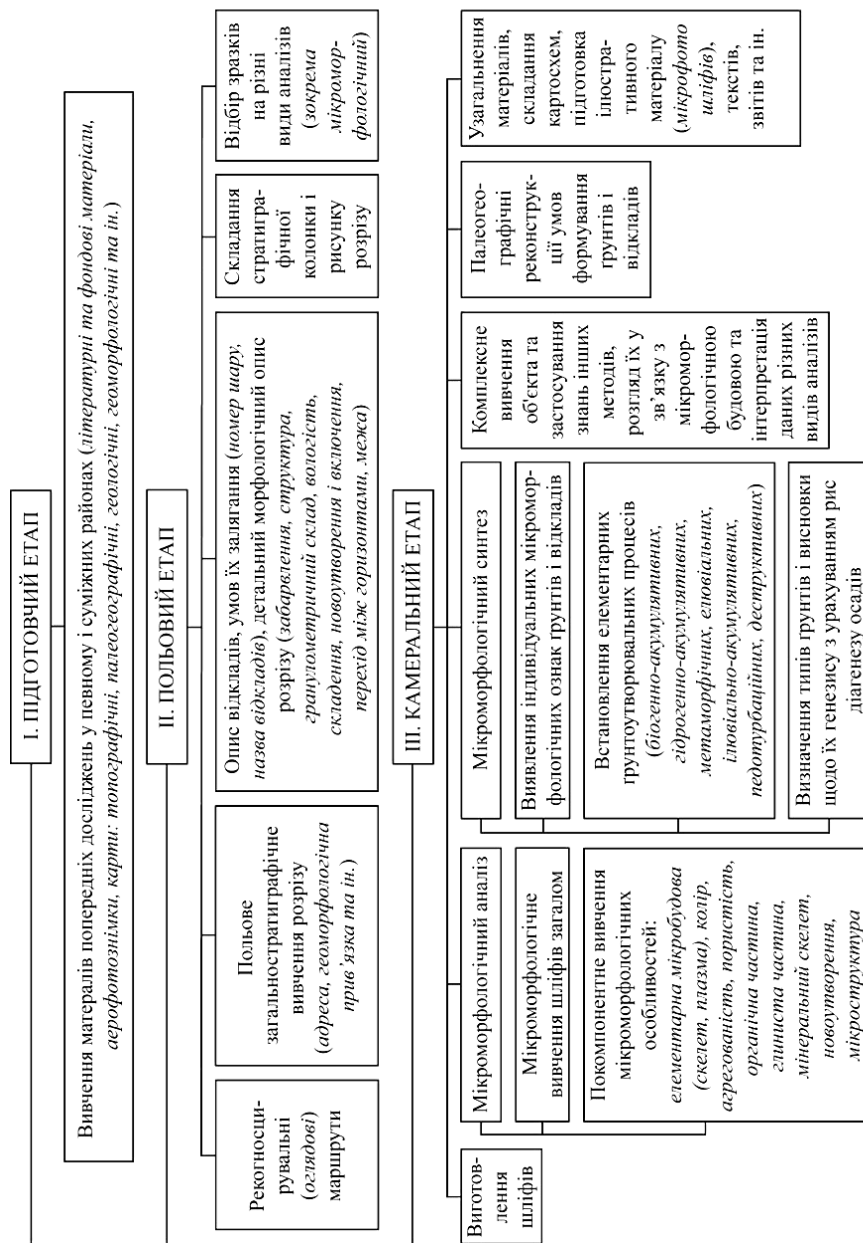 І. ПІДГОТОВЧИЙ ЕТАП
Вивчення матералів попередніх досліджень у певному і суміжних районах (літературні та фондові матеріали,
аерофотознімки, карти: топографічні, палеогеографічні, геологічні, геоморфологічні та ін.)
ІІ. ПОЛЬОВИЙ ЕТАП
Рекогносци-
рувальні
(оглядові)
маршрути
Польове
загальностратиграфічне
вивчення розрізу
(адреса, геоморфологічна
прив’язка та ін.)
Опис відкладів, умов їх залягання (номер шару,
назва відкладів), детальний морфологічний опис
розрізу (забарвлення, структура,
гранулометричний склад, вологість,
складення, новоутворення і включення,
перехід між горизонтами, межа)
Складання
стратигра-
фічної
колонки і
рисунку
розрізу
Відбір зразків
на різні
види аналізів
(зокрема
мікромор-
фологічний)
ІІІ. КАМЕРАЛЬНИЙ ЕТАП
Виготов-
лення
шліфів
Мікроморфологічний аналіз
Мікроморфологічне
вивчення шліфів загалом
Покомпонентне вивчення
мікроморфологічних
особливостей:
елементарна мікробудова
(скелет, плазма), колір,
агрегованість, пористість,
органічна частина,
глиниста частина,
мінеральний скелет,
новоутворення,
мікроструктура
Мікроморфологічний синтез
Виявлення індивідуальних мікромор-
фологічних ознак ґрунтів і відкладів
Встановлення елементарних
ґрунтоутворювальних процесів
(біогенно-акумулятивних,
гідрогенно-акумулятивних,
метаморфічних, елювіальних,
ілювіально-акумулятивних,
педотурбаційних, деструктивних)
Визначення типів ґрунтів і висновки
щодо їх генезису з урахуванням рис
діагенезу осадів
Комплексне
вивчення
об'єкта та
застосування
знань інших
методів,
розгляд їх у
зв’язку з
мікромор-
фологічною
будовою та
інтерпретація
даних різних
видів аналізів
Палеогео-
графічні
реконструк-
ції умов
формування
ґрунтів і
відкладів
Узагальнення
матеріалів,
складання
картосхем,
підготовка
ілюстра-
тивного
матеріалу
(мікрофото
шліфів),
текстів,
звітів та ін.